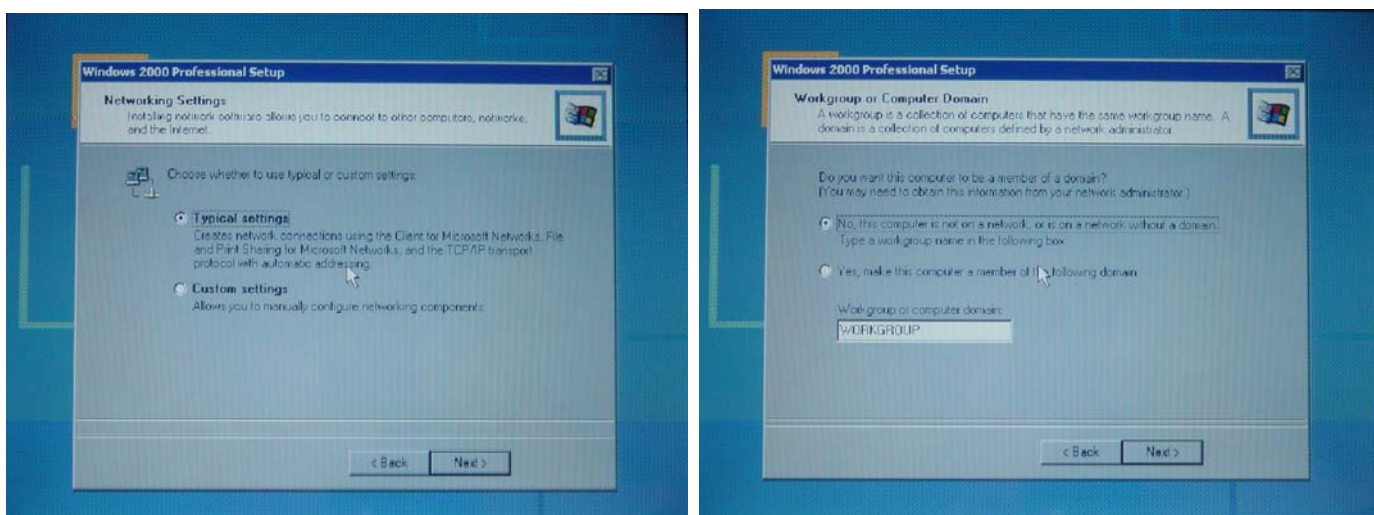 Windows 2000 Professional Setup
Networking Settings
Installing network software allows you to connect to other computers, networks,
and the Internet.
Choose whether to use typical or custom settings:
Typical settings
Creates network connections using the Client for Microsoft Networks, File
and Print Sharing for Microsoft Networks, and the TCP/IP transport
protocol with automatic addressing.
Custom settings
Allows you to manually configure networking components.
< Back
Next >
Windows 2000 Professional Setup
Workgroup or Computer Domain
A workgroup is a collection of computers that have the same workgroup name. A
domain is a collection of computers defined by a network administrator.
Do you want this computer to be a member of a domain?
(You may need to obtain this information from your network administrator.)
No, this computer is not on a network, or is on a network without a domain.
Type a workgroup name in the following box.
Yes, make this computer a member of the following domain:
Workgroup or computer domain:
WORKGROUP
< Back
Next >